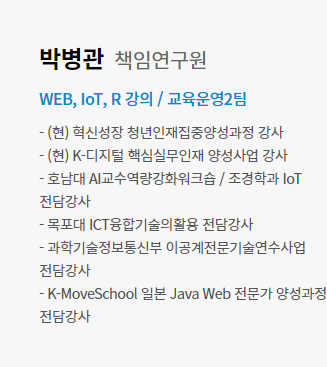 박병관 책임연구원
WEB, IoT, R 강의 / 교육운영2팀
- (현) 혁신성장 청년인재집중양성과정 강사
- (현) K-디지털 핵심실무인재 양성사업 강사
- 호남대 AI교수역량강화워크숍 / 조경학과 IoT
전담강사
- 목포대 ICT융합기술의활용 전담강사
- 과학기술정보통신부 이공계전문기술연수사업
전담강사
- K-MoveSchool 일본 Java Web 전문가 양성과정
전담강사